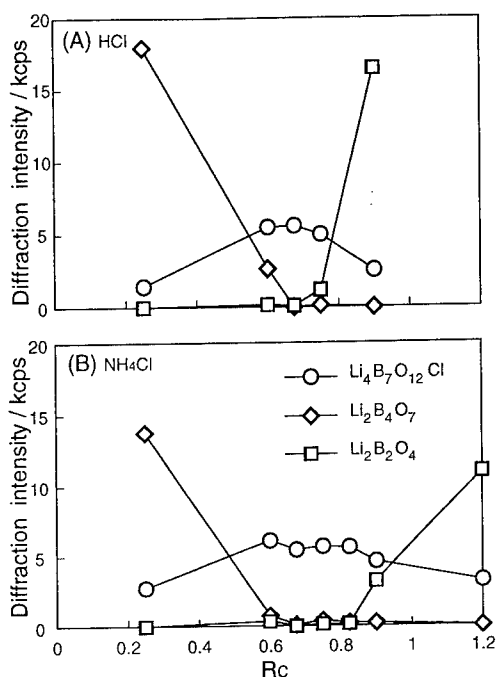 (A) HCl
20
15
10
5
0
Diffraction intensity / kcps
(B) NH4Cl
20
15
10
5
0
Diffraction intensity / kcps
Li4B7O12Cl
Li2B4O7
Li2B2O4
0 0.2 0.4 0.6 0.8 1 1.2
Rc